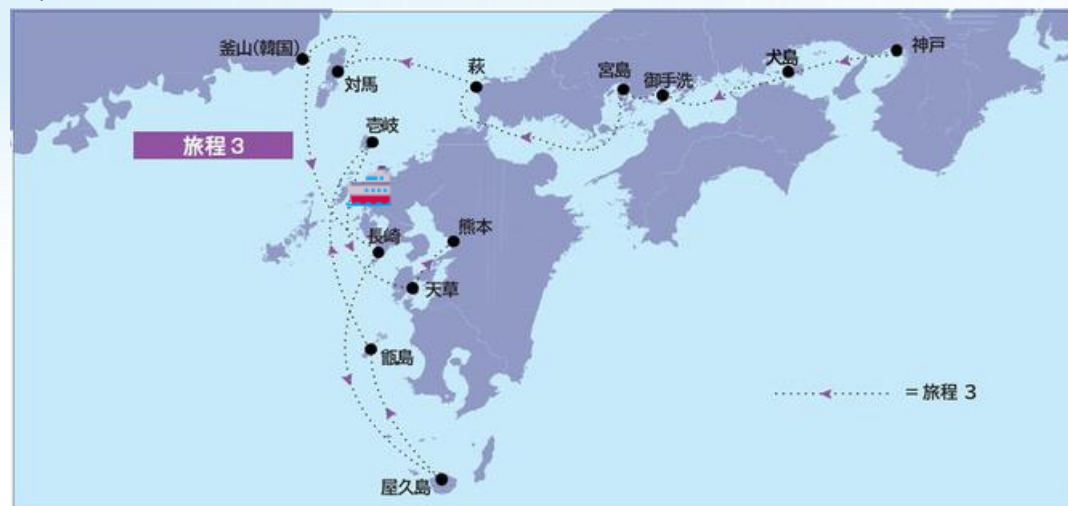 神戸
犬島
御手洗
宮島
萩
釜山(韓国)
対馬
壱岐
旅程 3
熊本
長崎
天草
甑島
= 旅程 3
屋久島